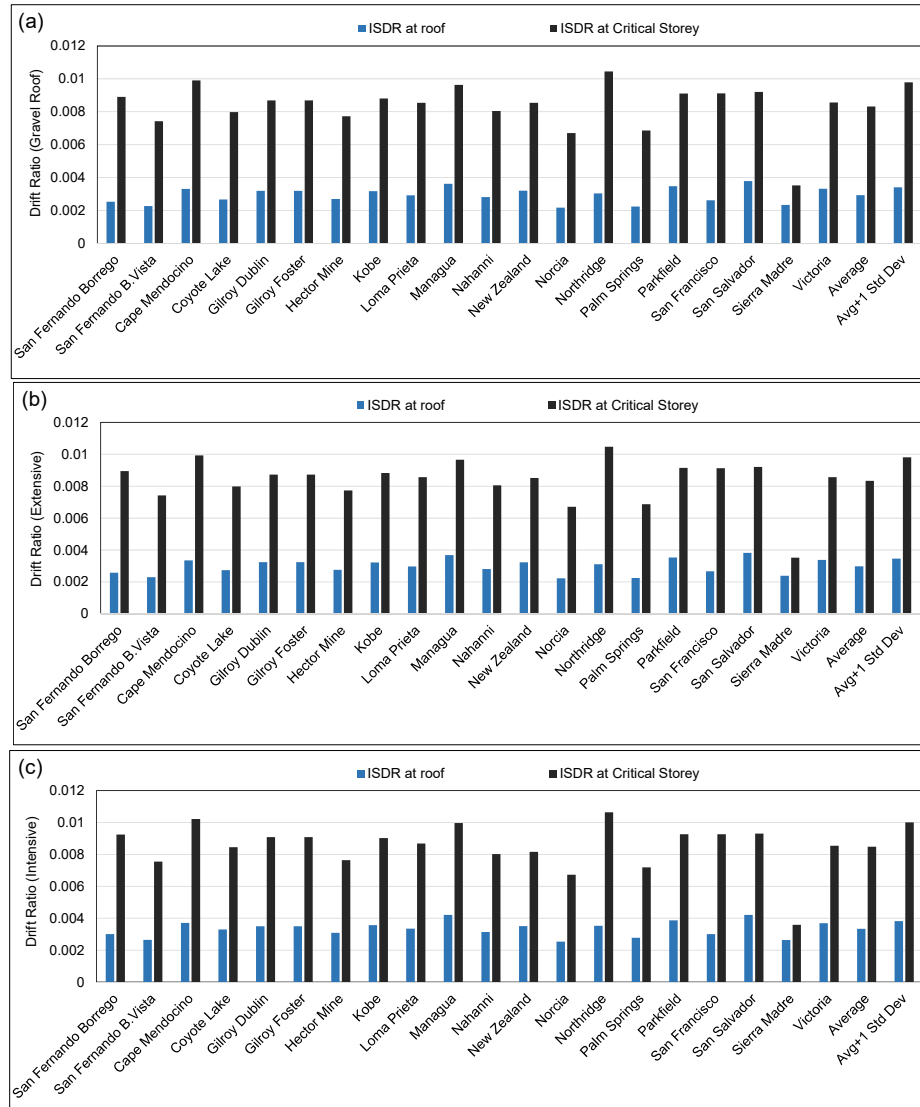 (a)
ISDR at roof
ISDR at Critical Storey
Drift Ratio (Gravel Roof)
0.012
0.01
0.008
0.006
0.004
0.002
0
San Fernando Borrego
San Fernando B.Vista
Cape Mendocino
Coyote Lake
Gilroy Dublin
Gilroy Foster
Hector Mine
Kobe
Loma Prieta
Managua
Nahanni
New Zealand
Norcia
Northridge
Palm Springs
Parkfield
San Francisco
San Salvador
Sierra Madre
Victoria
Average
Avg+1 Std Dev
(b)
ISDR at roof
ISDR at Critical Storey
Drift Ratio (Extensive)
0.012
0.01
0.008
0.006
0.004
0.002
0
San Fernando Borrego
San Fernando B.Vista
Cape Mendocino
Coyote Lake
Gilroy Dublin
Gilroy Foster
Hector Mine
Kobe
Loma Prieta
Managua
Nahanni
New Zealand
Norcia
Northridge
Palm Springs
Parkfield
San Francisco
San Salvador
Sierra Madre
Victoria
Average
Avg+1 Std Dev
(c)
ISDR at roof
ISDR at Critical Storey
Drift Ratio (Intensive)
0.012
0.01
0.008
0.006
0.004
0.002
0
San Fernando Borrego
San Fernando B.Vista
Cape Mendocino
Coyote Lake
Gilroy Dublin
Gilroy Foster
Hector Mine
Kobe
Loma Prieta
Managua
Nahanni
New Zealand
Norcia
Northridge
Palm Springs
Parkfield
San Francisco
San Salvador
Sierra Madre
Victoria
Average
Avg+1 Std Dev